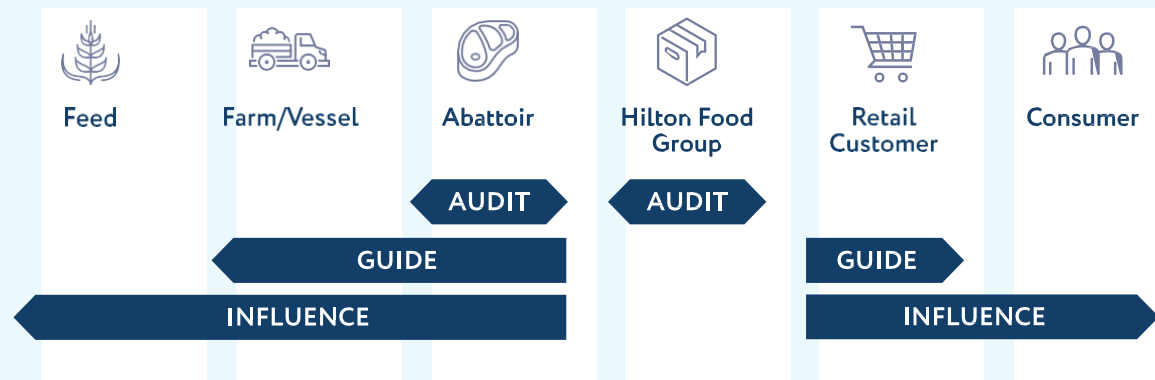 Feed
Farm/Vessel
Abattoir
Hilton Food
Group
Retail
Customer
Consumer
AUDIT
AUDIT
GUIDE
GUIDE
INFLUENCE
INFLUENCE